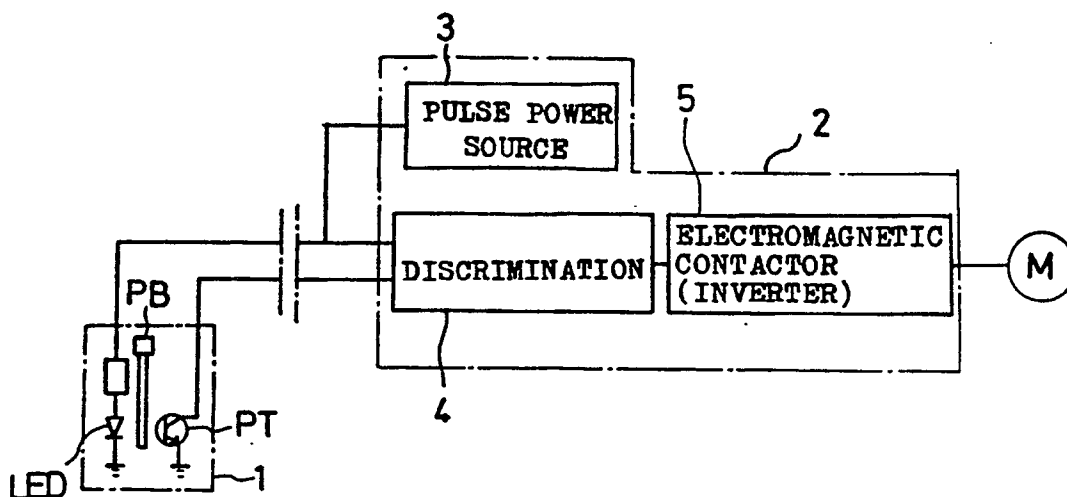 3
PULSE POWER
SOURCE
5
2
ELECTROMAGNETIC
CONTACTOR
(INVERTER)
M
DISCRIMINATION
PB
4
PT
LED
1